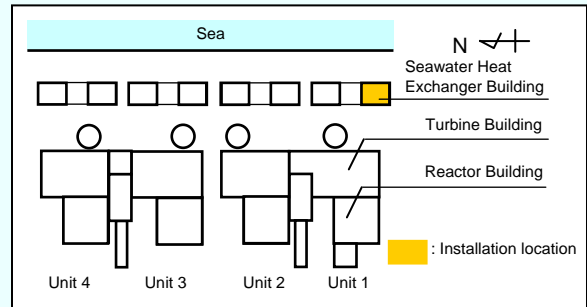 Sea
N
Seawater Heat
Exchanger Building
Turbine Building
Reactor Building
: Installation location
Unit 4
Unit 3
Unit 2
Unit 1